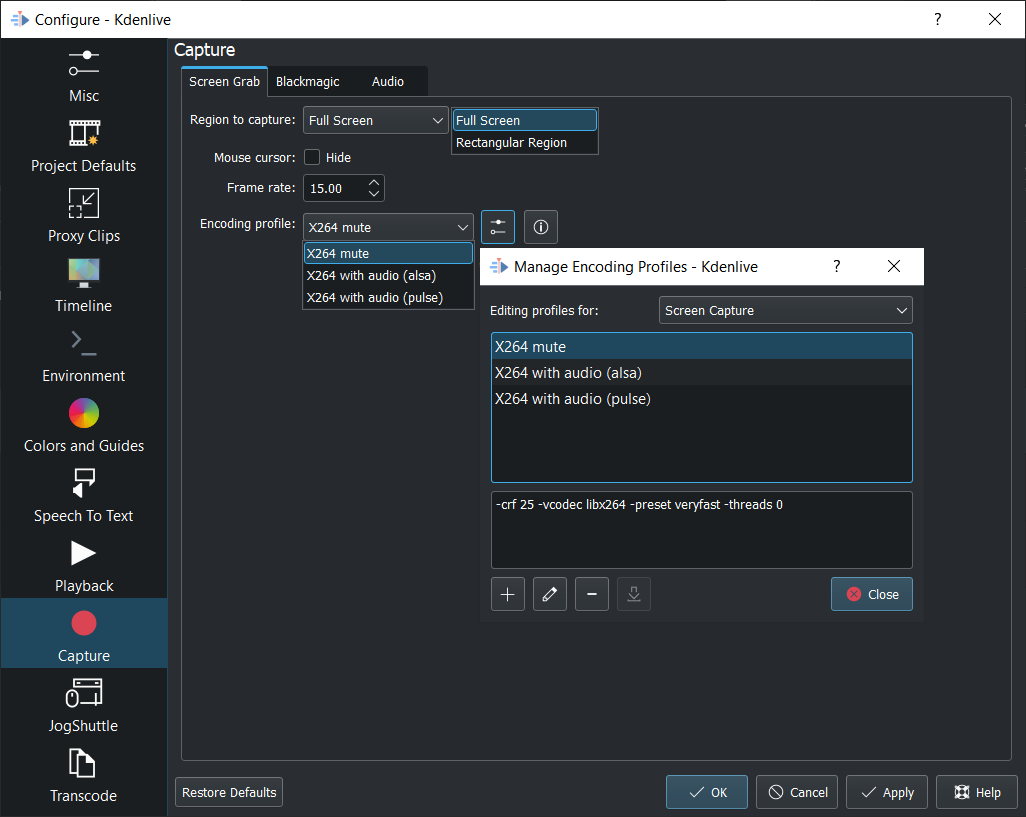 Configure - Kdenlive
?
Misc
Project Defaults
Proxy Clips
Timeline
Environment
Colors and Guides
Speech To Text
Playback
Capture
JogShuttle
Transcode
Capture
Screen Grab
Blackmagic
Audio
Region to capture:
Full Screen
Full Screen
Rectangular Region
Mouse cursor:
Hide
Frame rate:
15.00
Encoding profile:
X264 mute
X264 mute
X264 with audio (alsa)
X264 with audio (pulse)
Manage Encoding Profiles - Kdenlive
?
Editing profiles for:
Screen Capture
X264 mute
X264 with audio (alsa)
X264 with audio (pulse)
-crf 25 -vcodec libx264 -preset veryfast -threads 0
Close
Restore Defaults
OK
Cancel
Apply
Help